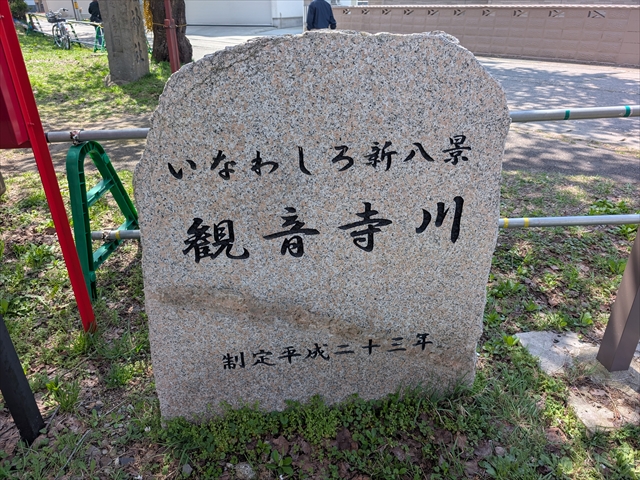 いなわしろ新八景
観音寺川
制定平成二十三年